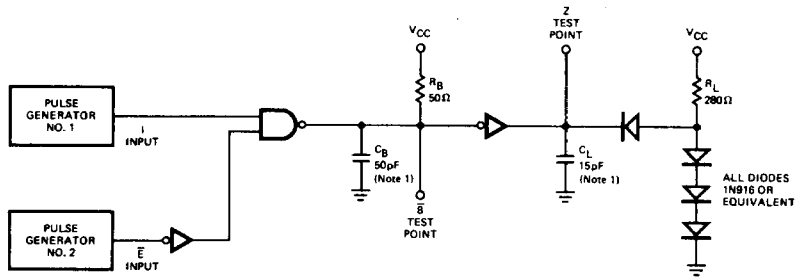 PULSE
GENERATOR
NO. 1
I
INPUT
PULSE
GENERATOR
NO. 2
E̅
INPUT
VCC
RB
50Ω
CB
50pF
(Note 1)
B̅
TEST
POINT
Z
TEST
POINT
CL
15pF
(Note 1)
VCC
RL
280Ω
ALL DIODES
1N916 OR
EQUIVALENT